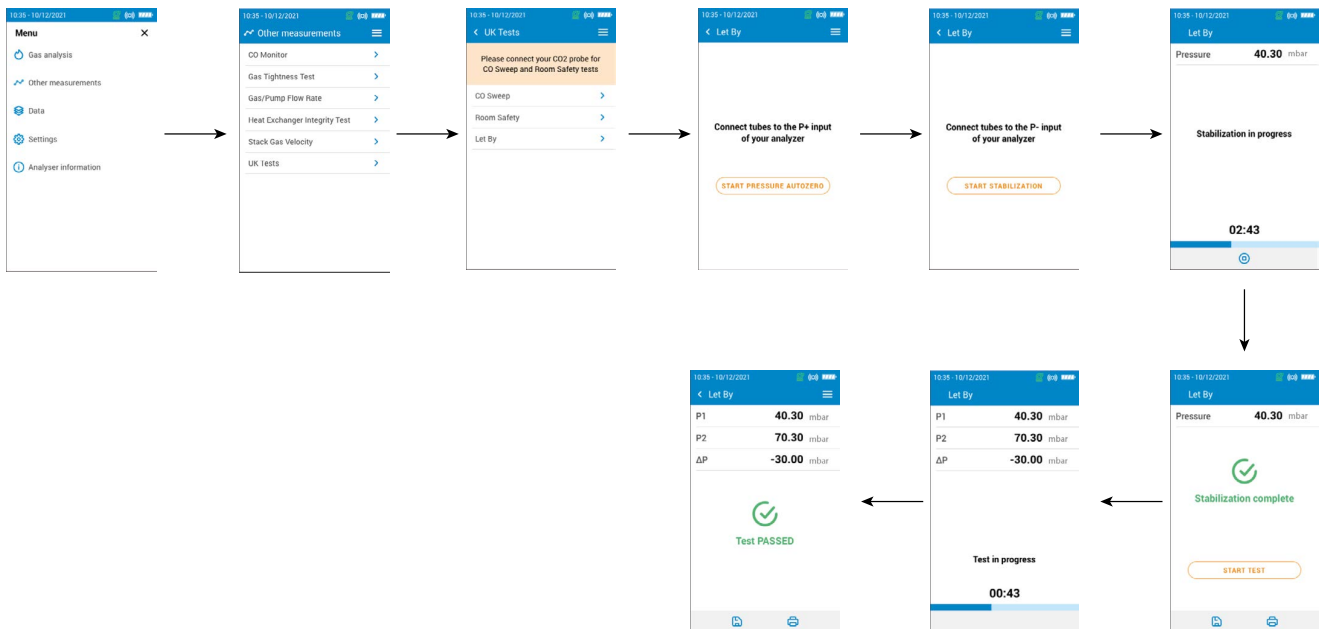 10:35 - 10/12/2021
Menu
Gas analysis
Other measurements
Data
Settings
Analyser information
10:35 - 10/12/2021
Other measurements
CO Monitor
Gas Tightness Test
Gas/Pump Flow Rate
Heat Exchanger Integrity Test
Stack Gas Velocity
UK Tests
10:35 - 10/12/2021
UK Tests
Please connect your CO2 probe for
CO Sweep and Room Safety tests
CO Sweep
Room Safety
Let By
10:35 - 10/12/2021
Let By
Connect tubes to the P+ input
of your analyzer
START PRESSURE AUTOZERO
10:35 - 10/12/2021
Let By
Connect tubes to the P- input
of your analyzer
START STABILIZATION
10:35 - 10/12/2021
Let By
Pressure 40.30 mbar
Stabilization in progress
02:43
10:35 - 10/12/2021
Let By
Pressure 40.30 mbar
Stabilization complete
START TEST
10:35 - 10/12/2021
Let By
P1 40.30 mbar
P2 70.30 mbar
ΔP -30.00 mbar
Test in progress
00:43
10:35 - 10/12/2021
Let By
P1 40.30 mbar
P2 70.30 mbar
ΔP -30.00 mbar
Test PASSED